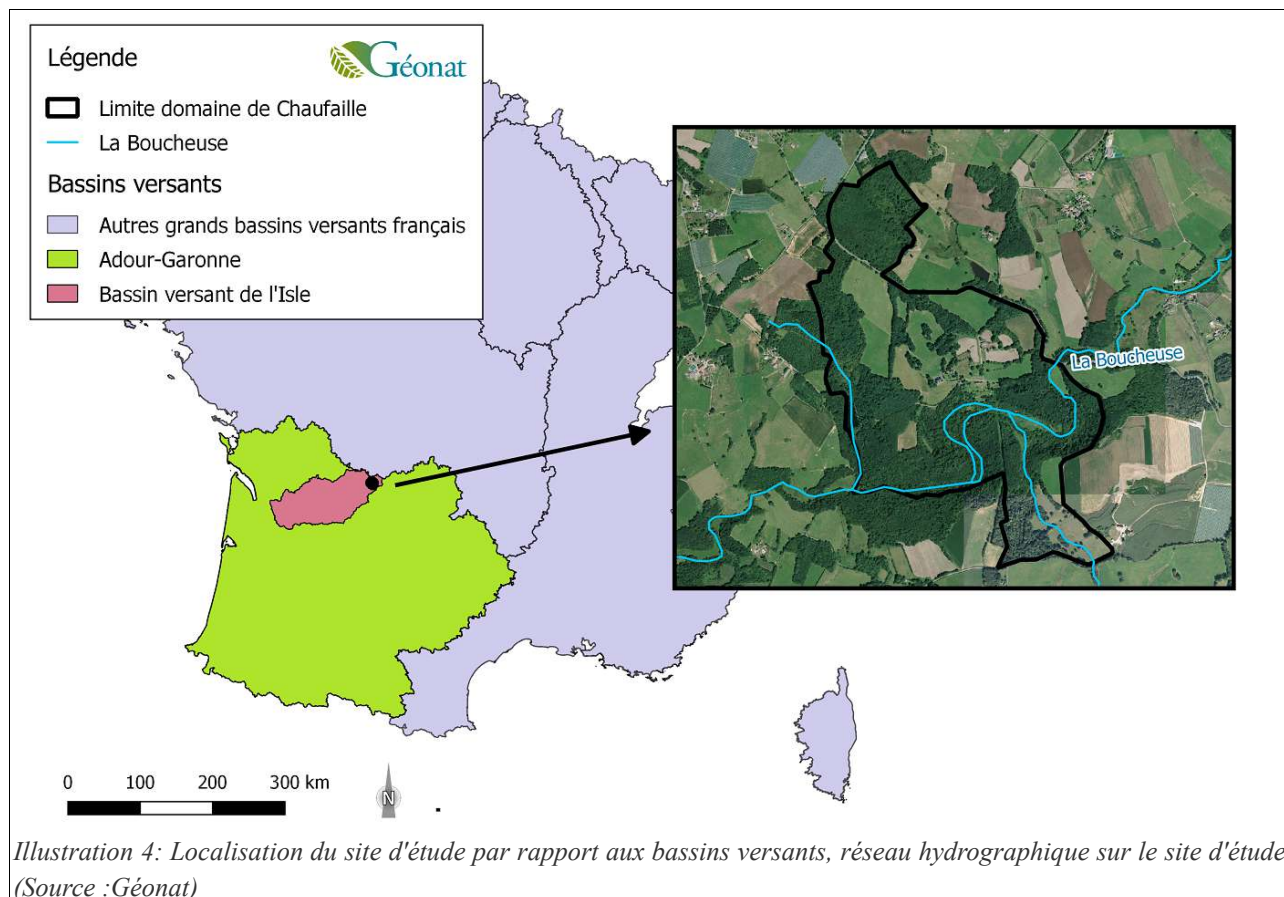 Légende
Géonat
Limite domaine de Chaufaille
La Boucheuse
Bassins versants
Autres grands bassins versants français
Adour-Garonne
Bassin versant de l'Isle
La Boucheuse
0 100 200 300 km
N
Illustration 4: Localisation du site d'étude par rapport aux bassins versants, réseau hydrographique sur le site d'étude
(Source :Géonat)